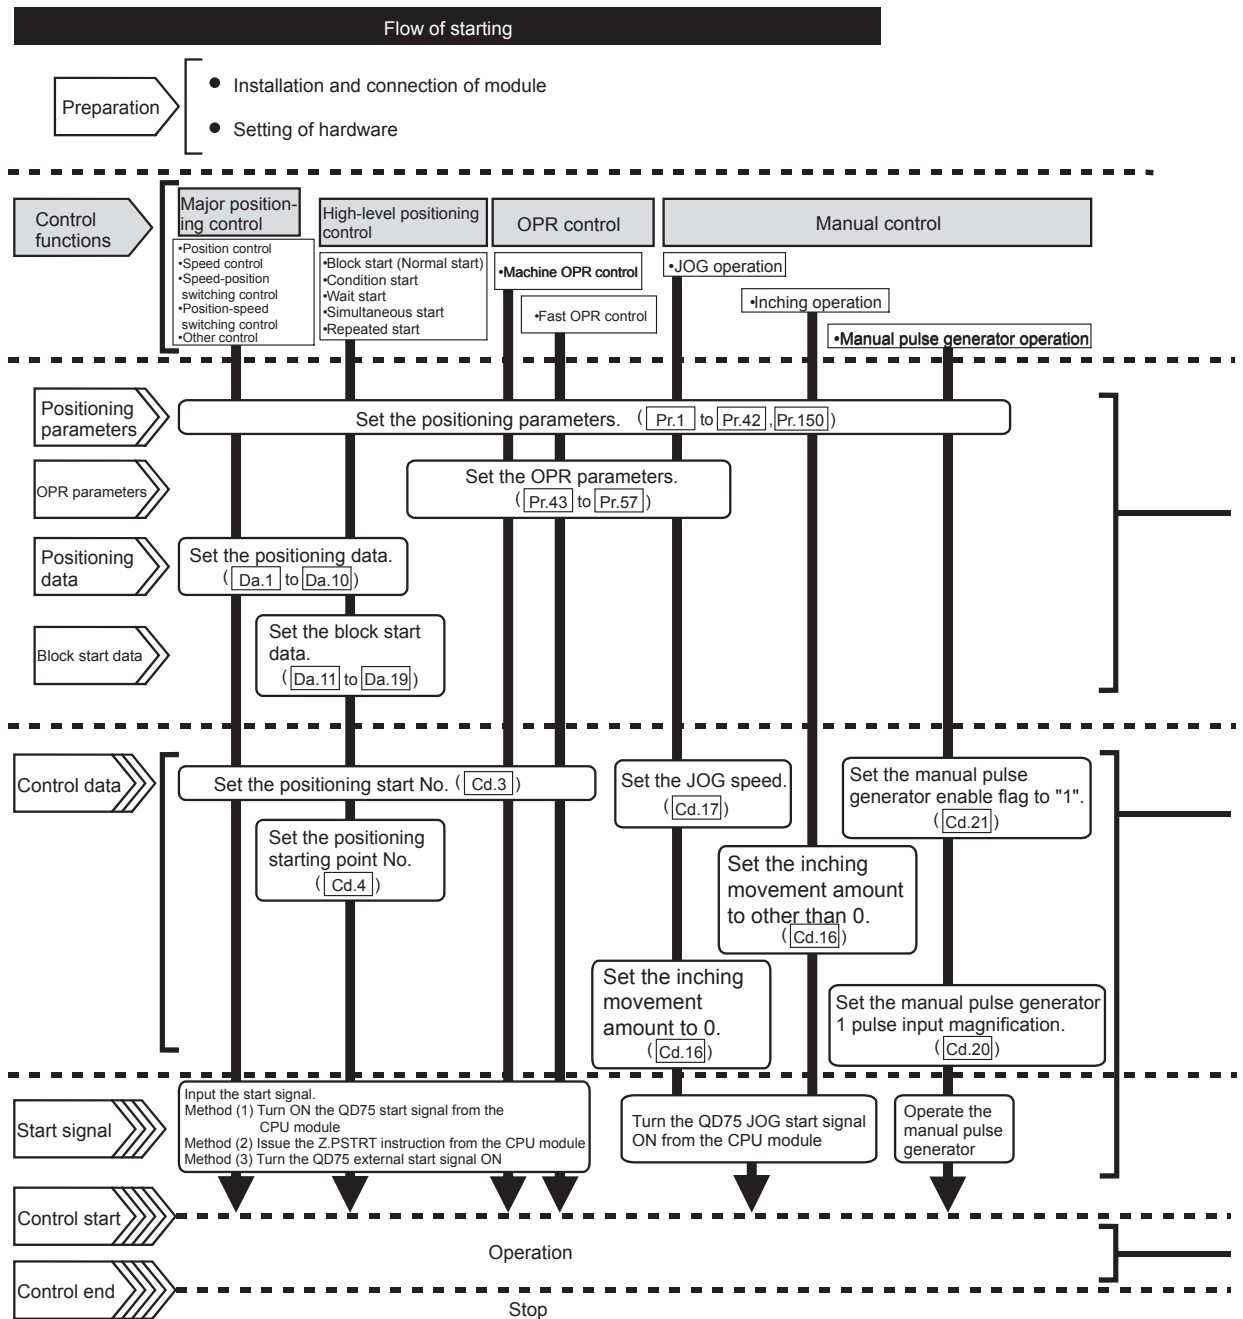 Flow of starting
Preparation
● Installation and connection of module
● Setting of hardware
Control
functions
Major position-
ing control
•Position control
•Speed control
•Speed-position
switching control
•Position-speed
switching control
•Other control
High-level positioning
control
•Block start (Normal start)
•Condition start
•Wait start
•Simultaneous start
•Repeated start
OPR control
•Machine OPR control
•Fast OPR control
Manual control
•JOG operation
•Inching operation
•Manual pulse generator operation
Positioning
parameters
Set the positioning parameters. ( Pr.1 to Pr.42 , Pr.150 )
OPR parameters
Set the OPR parameters.
( Pr.43 to Pr.57 )
Positioning
data
Set the positioning data.
( Da.1 to Da.10 )
Block start data
Set the block start
data.
( Da.11 to Da.19 )
Control data
Set the positioning start No. ( Cd.3 )
Set the positioning
starting point No.
( Cd.4 )
Set the JOG speed.
( Cd.17 )
Set the inching
movement
amount to 0.
( Cd.16 )
Set the inching
movement amount
to other than 0.
( Cd.16 )
Set the manual pulse
generator enable flag to "1".
( Cd.21 )
Set the manual pulse generator
1 pulse input magnification.
( Cd.20 )
Start signal
Input the start signal.
Method (1) Turn ON the QD75 start signal from the
CPU module
Method (2) Issue the Z.PSTRT instruction from the CPU module
Method (3) Turn the QD75 external start signal ON
Turn the QD75 JOG start signal
ON from the CPU module
Operate the
manual pulse
generator
Control start
Operation
Control end
Stop